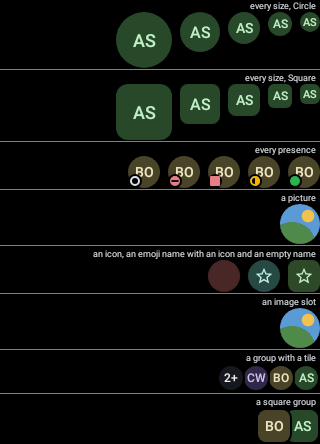 every size, Circle
AS AS AS AS AS
every size, Square
AS AS AS AS AS
every presence
BO BO BO BO BO
a picture
an icon, an emoji name with an icon and an empty name
an image slot
a group with a tile
2+ CW BO AS
a square group
BO AS